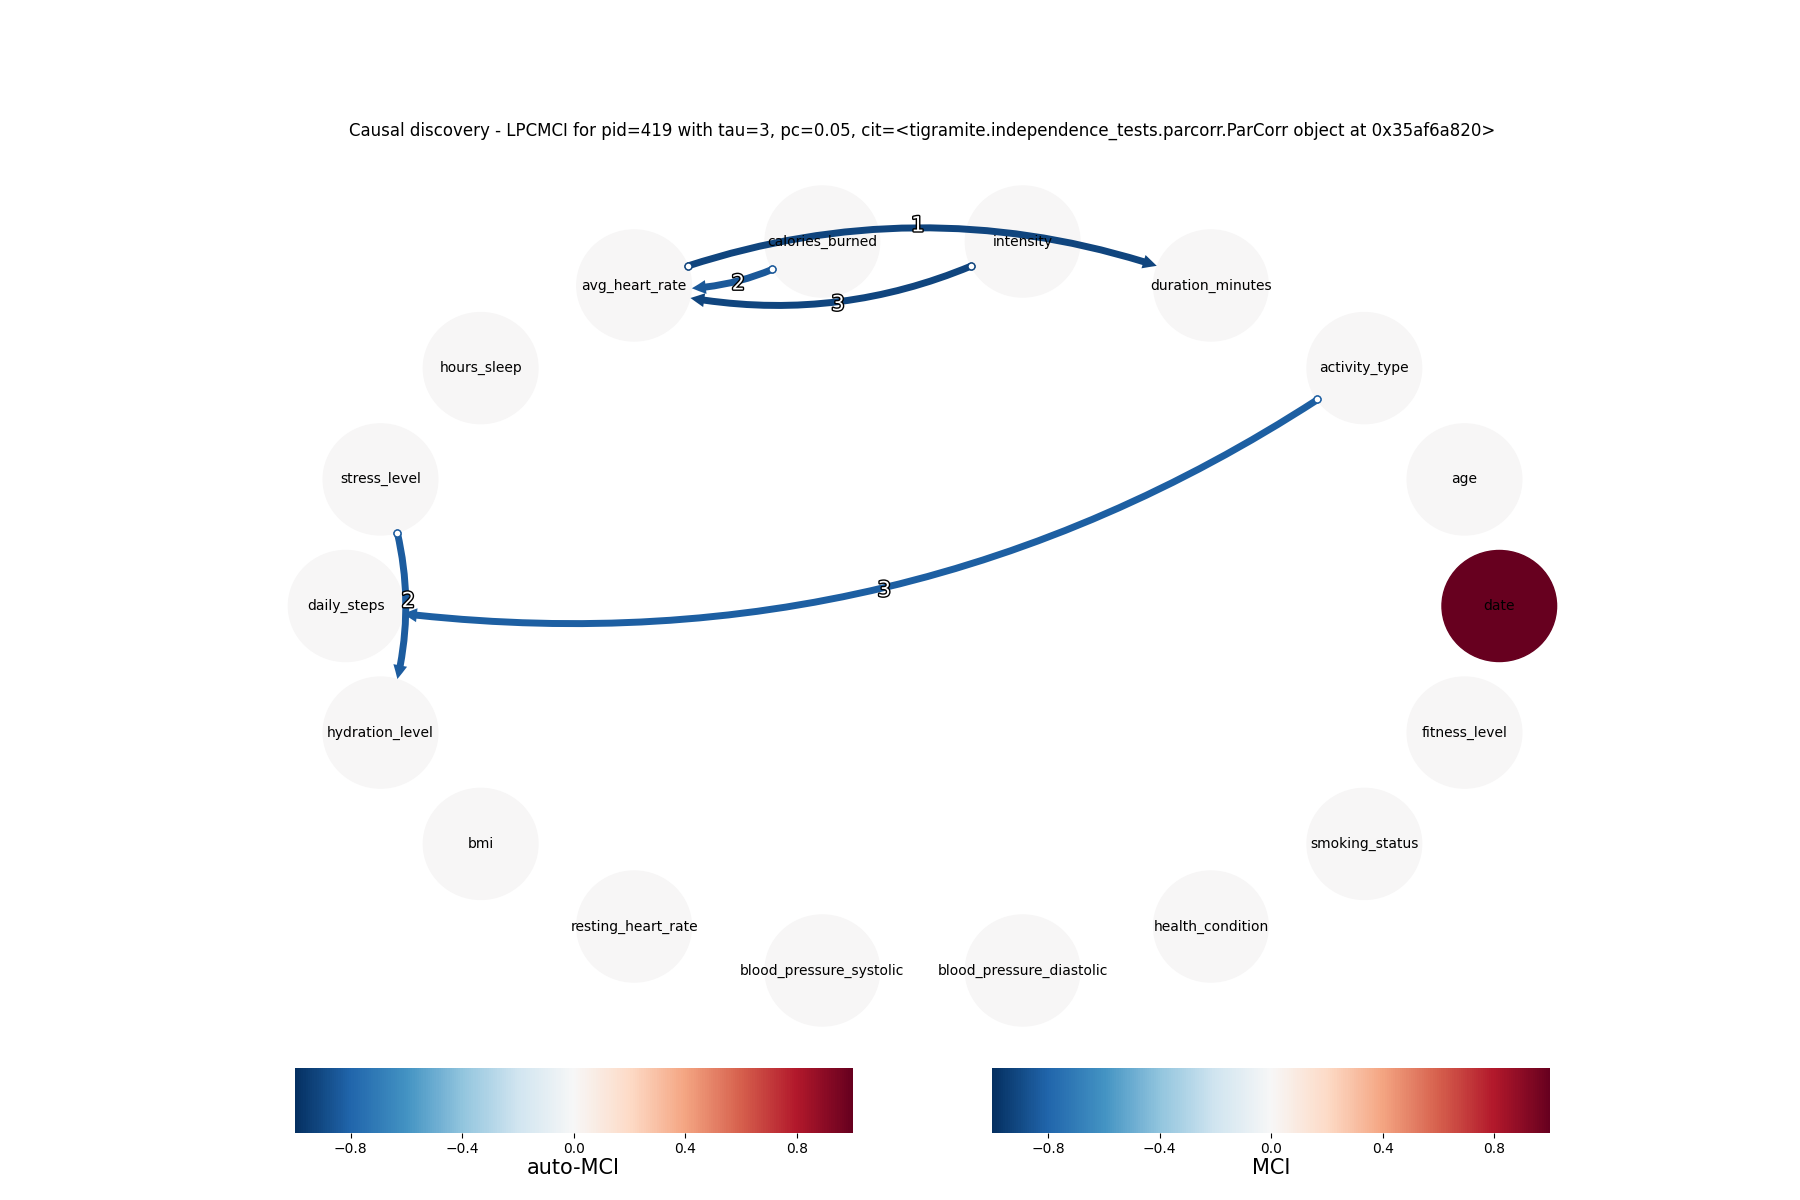 Causal discovery - LPCMCI for pid=419 with tau=3, pc=0.05, cit=<tigramite.independence_tests.parcorr.ParCorr object at 0x35af6a820>
1
calories_burned intensity
2
avg_heart_rate duration_minutes
3
hours_sleep activity_type
stress_level age
3
2
daily_steps date
hydration_level fitness_level
bmi smoking_status
resting_heart_rate health_condition
blood_pressure_systolic blood_pressure_diastolic
−0.8 −0.4 0.0 0.4 0.8
auto-MCI
−0.8 −0.4 0.0 0.4 0.8
MCI